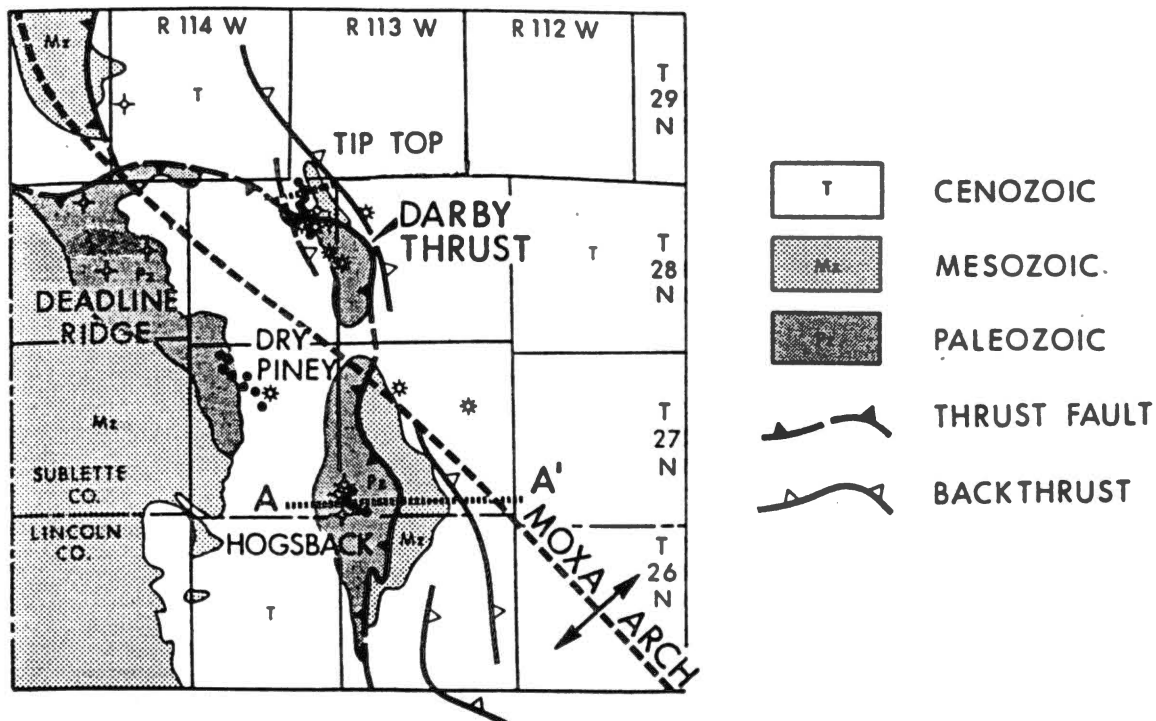 R 114 W
R 113 W
R 112 W
Mz
T
T
29
N
TIP TOP
DARBY
THRUST
T
T
28
N
Pz
DEADLINE
RIDGE
DRY
PINEY
Mz
T
27
N
SUBLETTE
CO.
A
Pz
A'
LINCOLN
CO.
HOGSBACK
Mz
MOXA ARCH
T
26
N
T
T
CENOZOIC
Mz
MESOZOIC
Pz
PALEOZOIC
THRUST FAULT
BACKTHRUST